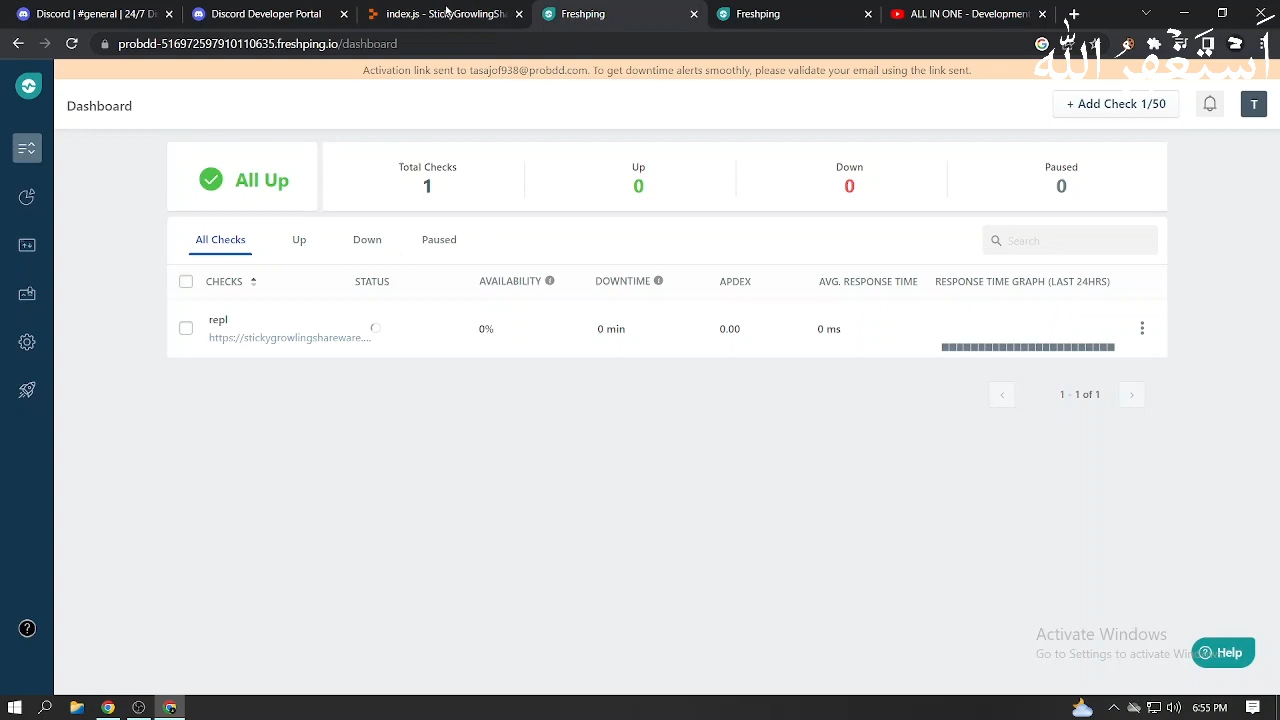 Discord | #general | 24/7 D
Discord Developer Portal
index.js - StickyGrowlingSh
Freshping
Freshping
ALL IN ONE - Development
probdd-516972597910110635.freshping.io/dashboard
أستغفر الله
Activation link sent to tasajof938@probdd.com. To get downtime alerts smoothly, please validate your email using the link sent.
Dashboard
+ Add Check 1/50
T
All Up
Total Checks
1
Up
0
Down
0
Paused
0
All Checks
Up
Down
Paused
Search
CHECKS
STATUS
AVAILABILITY
DOWNTIME
APDEX
AVG. RESPONSE TIME
RESPONSE TIME GRAPH (LAST 24HRS)
repl
https://stickygrowlingshareware....
0%
0 min
0.00
0 ms
1 - 1 of 1
Activate Windows
Go to Settings to activate Win
Help
6:55 PM